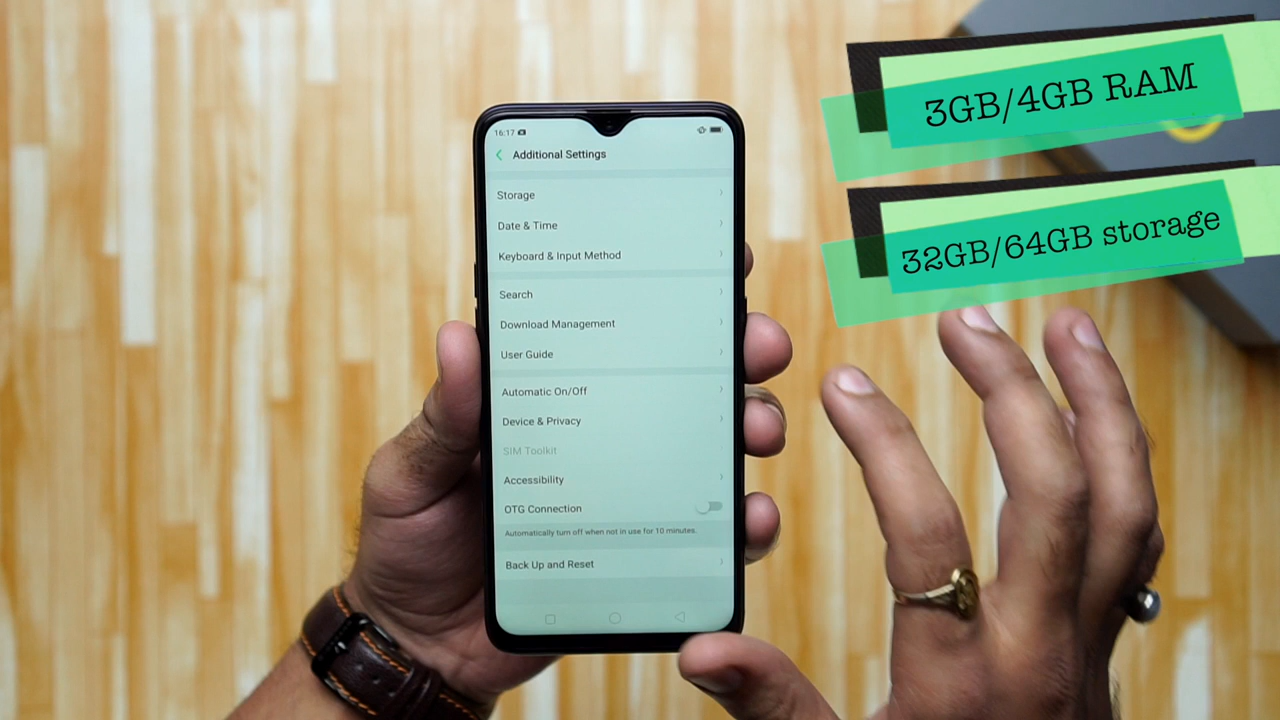 16:17
Additional Settings
Storage
Date & Time
Keyboard & Input Method
Search
Download Management
User Guide
Automatic On/Off
Device & Privacy
SIM Toolkit
Accessibility
OTG Connection
Automatically turn off when not in use for 10 minutes.
Back Up and Reset
3GB/4GB RAM
32GB/64GB storage